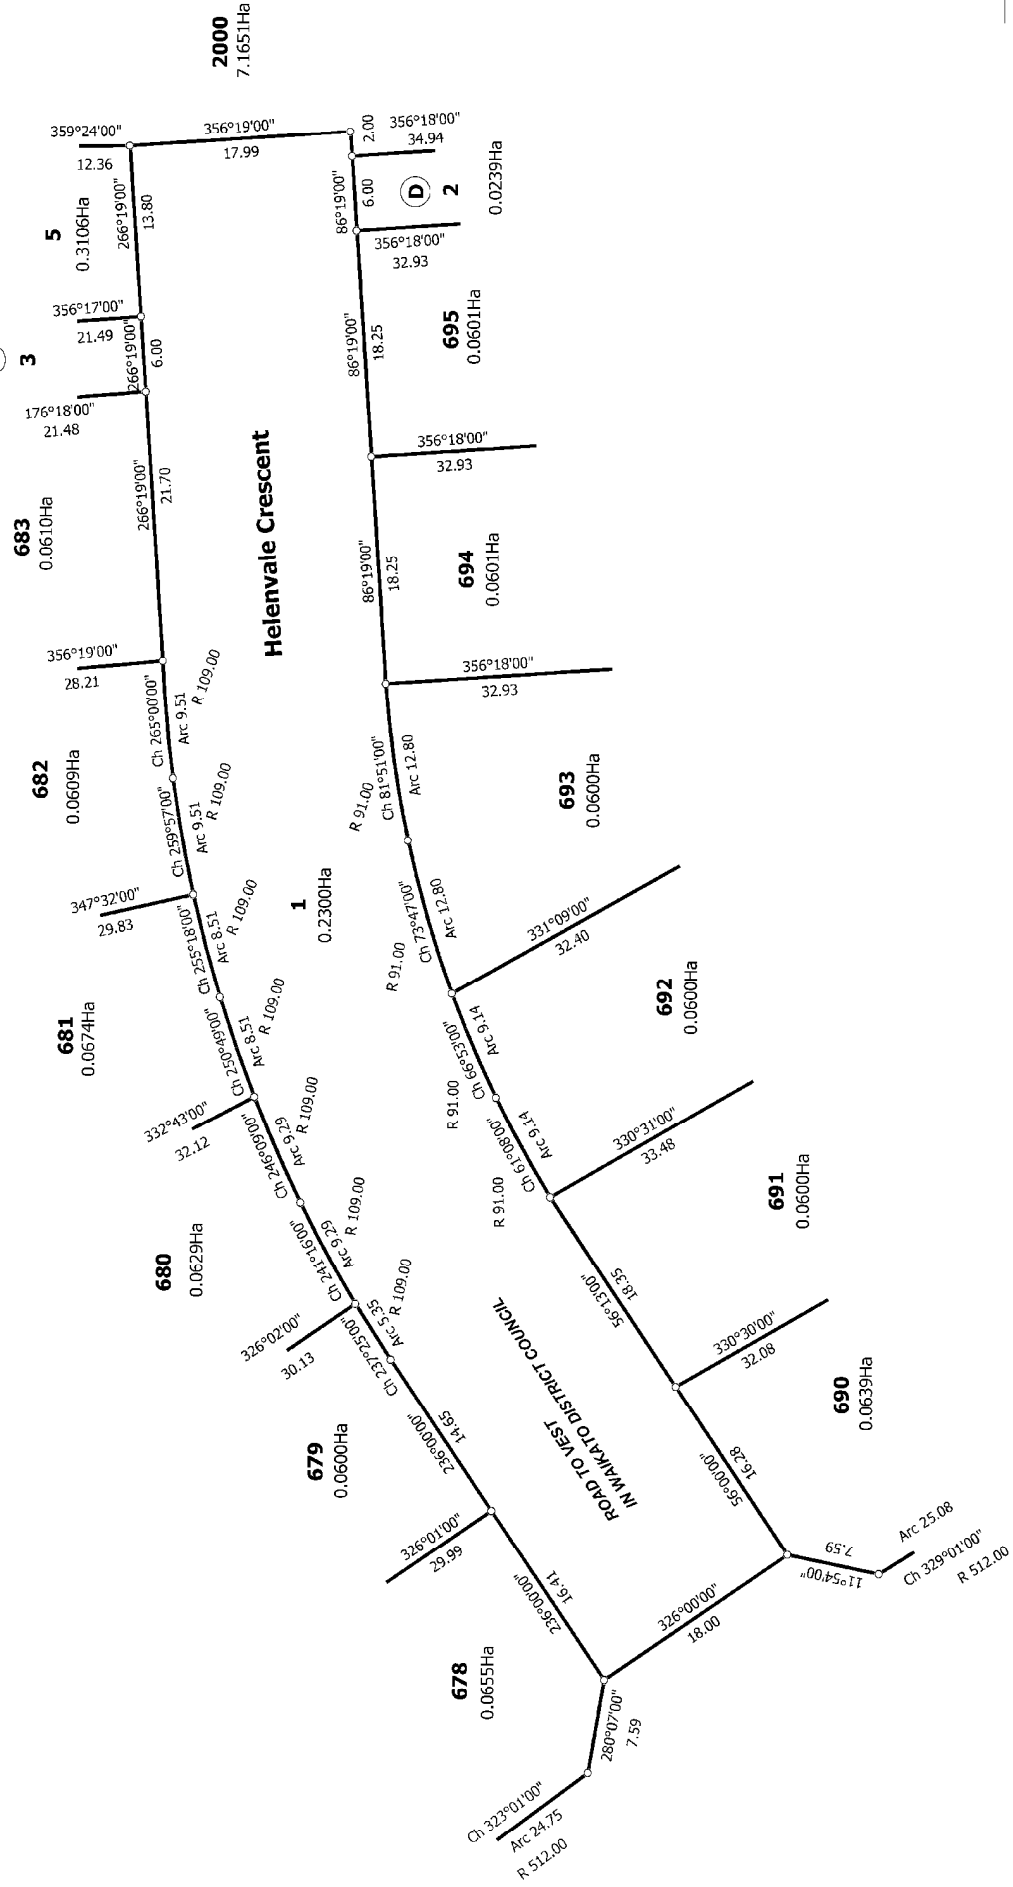 2000
7.1651Ha
359°24'00"
12.36
356°19'00"
17.99
2.00
356°18'00"
34.94
5
0.3106Ha
266°19'00"
13.80
86°19'00"
6.00
D
2
0.0239Ha
356°18'00"
32.93
3
356°17'00"
21.49
266°19'00"
6.00
176°18'00"
21.48
86°19'00"
18.25
695
0.0601Ha
356°18'00"
32.93
683
0.0610Ha
266°19'00"
21.70
Helenvale Crescent
86°19'00"
18.25
694
0.0601Ha
356°19'00"
28.21
356°18'00"
32.93
682
0.0609Ha
Ch 265°00'00"
Arc 9.51
R 109.00
Ch 259°57'00"
Arc 9.51
R 109.00
R 91.00
Ch 81°51'00"
Arc 12.80
693
0.0600Ha
347°32'00"
29.83
1
0.2300Ha
R 91.00
Ch 73°47'00"
Arc 12.80
331°09'00"
32.40
681
0.0674Ha
Ch 255°18'00"
Arc 8.51
R 109.00
Ch 250°49'00"
Arc 8.51
R 109.00
R 91.00
Ch 66°53'00"
Arc 9.14
692
0.0600Ha
332°43'00"
32.12
Ch 246°09'00"
Arc 9.29
R 109.00
R 91.00
Ch 61°08'00"
Arc 9.14
330°31'00"
33.48
680
0.0629Ha
Ch 241°16'00"
Arc 9.29
R 109.00
691
0.0600Ha
326°02'00"
30.13
Ch 237°25'00"
Arc 5.35
R 109.00
56°13'00"
18.35
330°30'00"
32.08
679
0.0600Ha
236°00'00"
14.65
ROAD TO VEST
IN WAIKATO DISTRICT COUNCIL
690
0.0639Ha
326°01'00"
29.99
236°00'00"
16.41
56°00'00"
16.28
678
0.0655Ha
326°00'00"
18.00
11°54'00"
7.59
Arc 25.08
Ch 329°01'00"
R 512.00
280°07'00"
7.59
Ch 323°01'00"
Arc 24.75
R 512.00